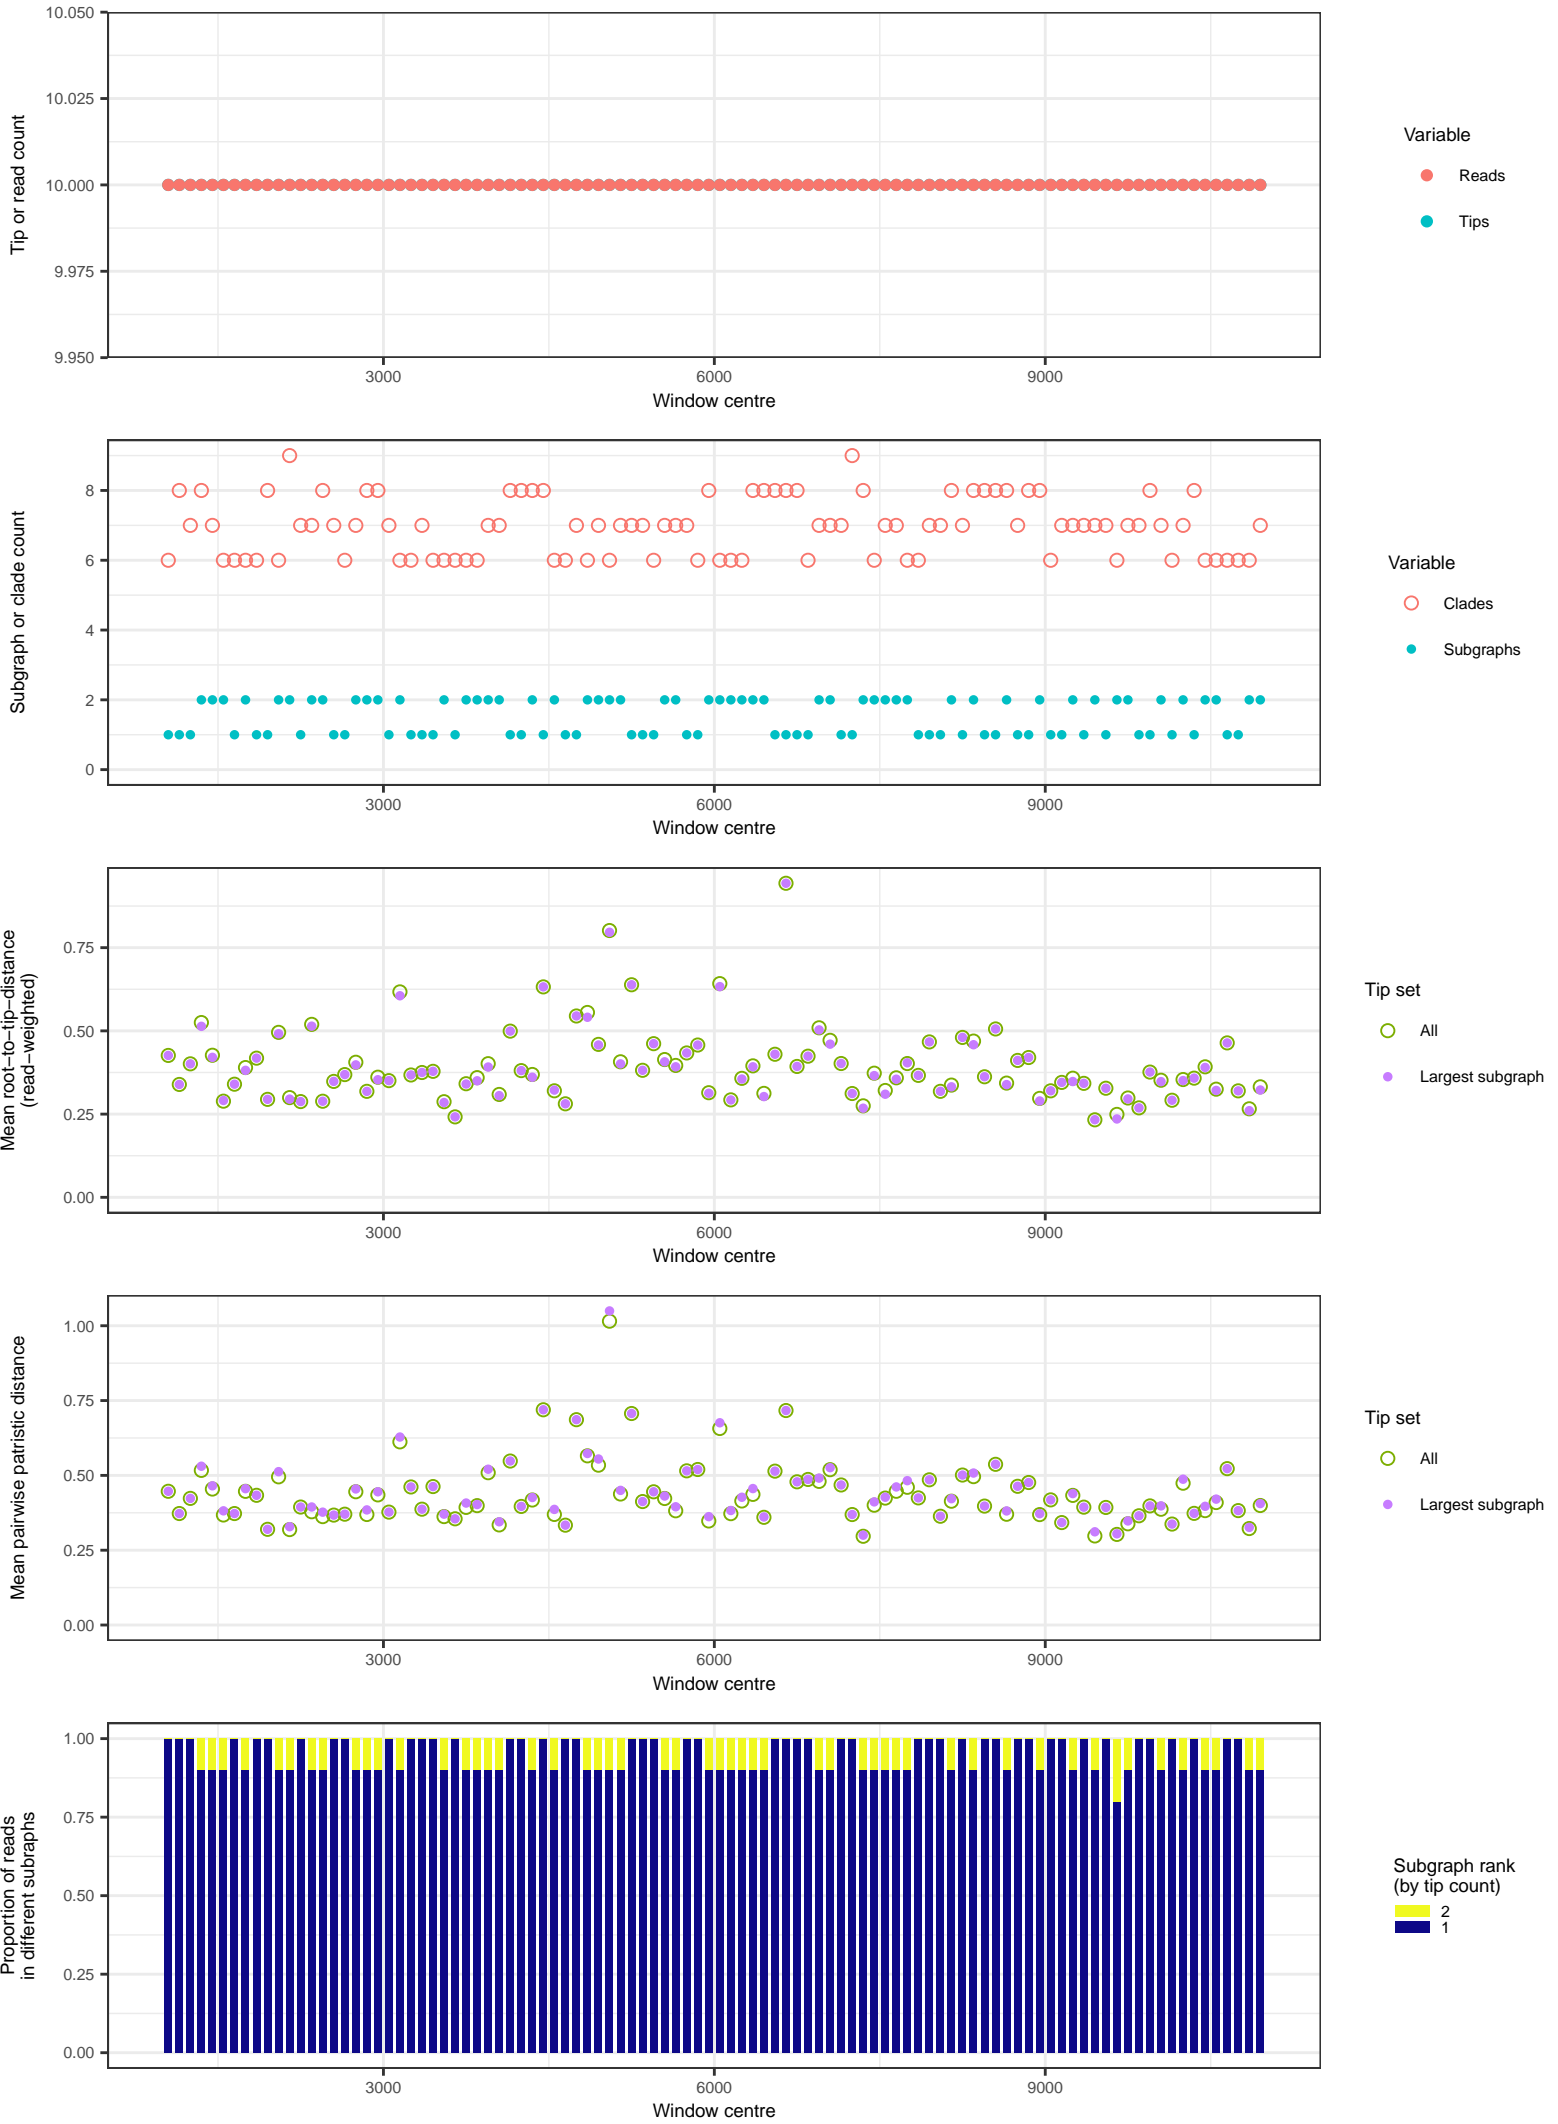 10.050
10.025
10.000
9.975
9.950
Tip or read count
3000 6000 9000
Window centre
Variable
Reads
Tips
8
6
4
2
0
Subgraph or clade count
3000 6000 9000
Window centre
Variable
Clades
Subgraphs
0.75
0.50
0.25
0.00
Mean root−to−tip−distance
(read−weighted)
3000 6000 9000
Window centre
Tip set
All
Largest subgraph
1.00
0.75
0.50
0.25
0.00
Mean pairwise patristic distance
3000 6000 9000
Window centre
Tip set
All
Largest subgraph
1.00
0.75
0.50
0.25
0.00
Proportion of reads
in different subraphs
3000 6000 9000
Window centre
Subgraph rank
(by tip count)
2
1